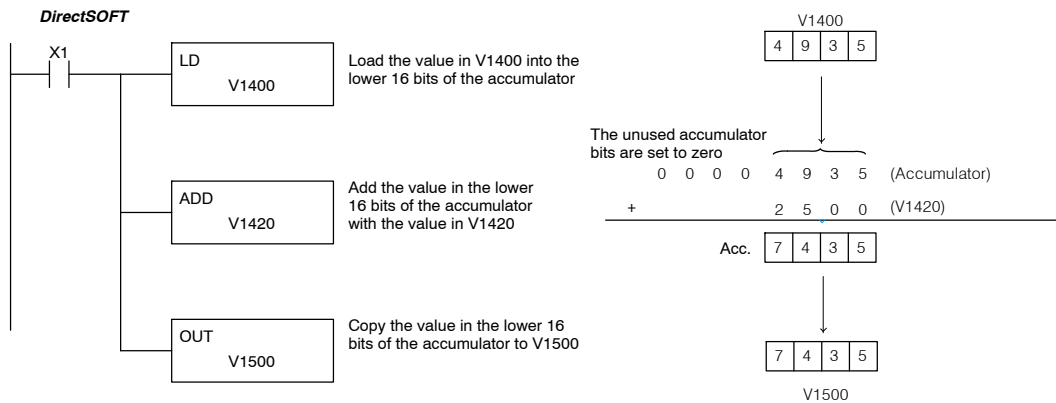 DirectSOFT
X1
LD
V1400
Load the value in V1400 into the
lower 16 bits of the accumulator
ADD
V1420
Add the value in the lower
16 bits of the accumulator
with the value in V1420
OUT
V1500
Copy the value in the lower 16
bits of the accumulator to V1500
V1400
4 9 3 5
The unused accumulator
bits are set to zero
0 0 0 0 4 9 3 5 (Accumulator)
+ 2 5 0 0 (V1420)
Acc. 7 4 3 5
7 4 3 5
V1500